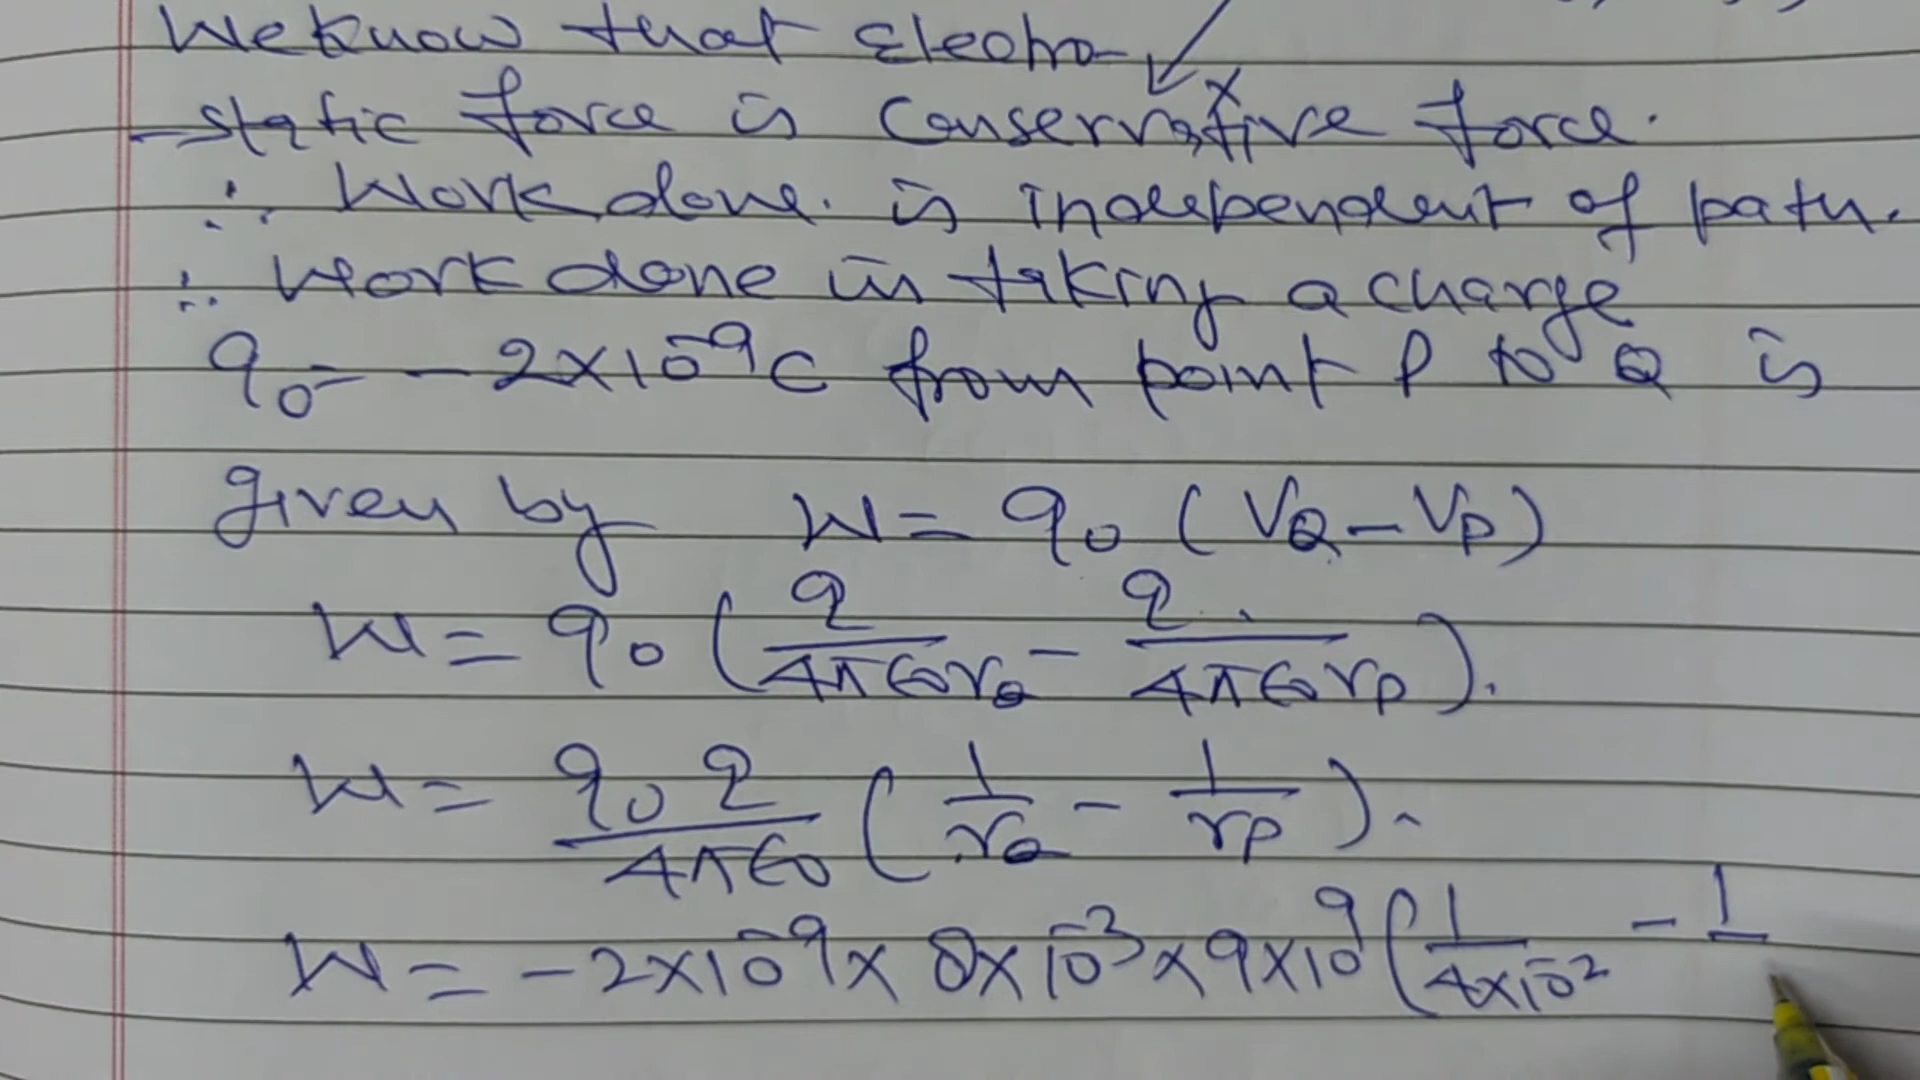 We know that Electro-
-static force is Conservative force.
∴ Work done. is independent of path.
∴ Work done in taking a charge
q₀ = -2×10⁻⁹C from point P to Q is
given by W = q₀ (V_Q - V_P)
W = q₀ (q/4πε₀r_Q - q/4πε₀r_P).
W = q₀q/4πε₀ (1/r_Q - 1/r_P).
W = -2×10⁻⁹ × 8×10⁻³ × 9×10⁹ (1/4×10⁻² - 1